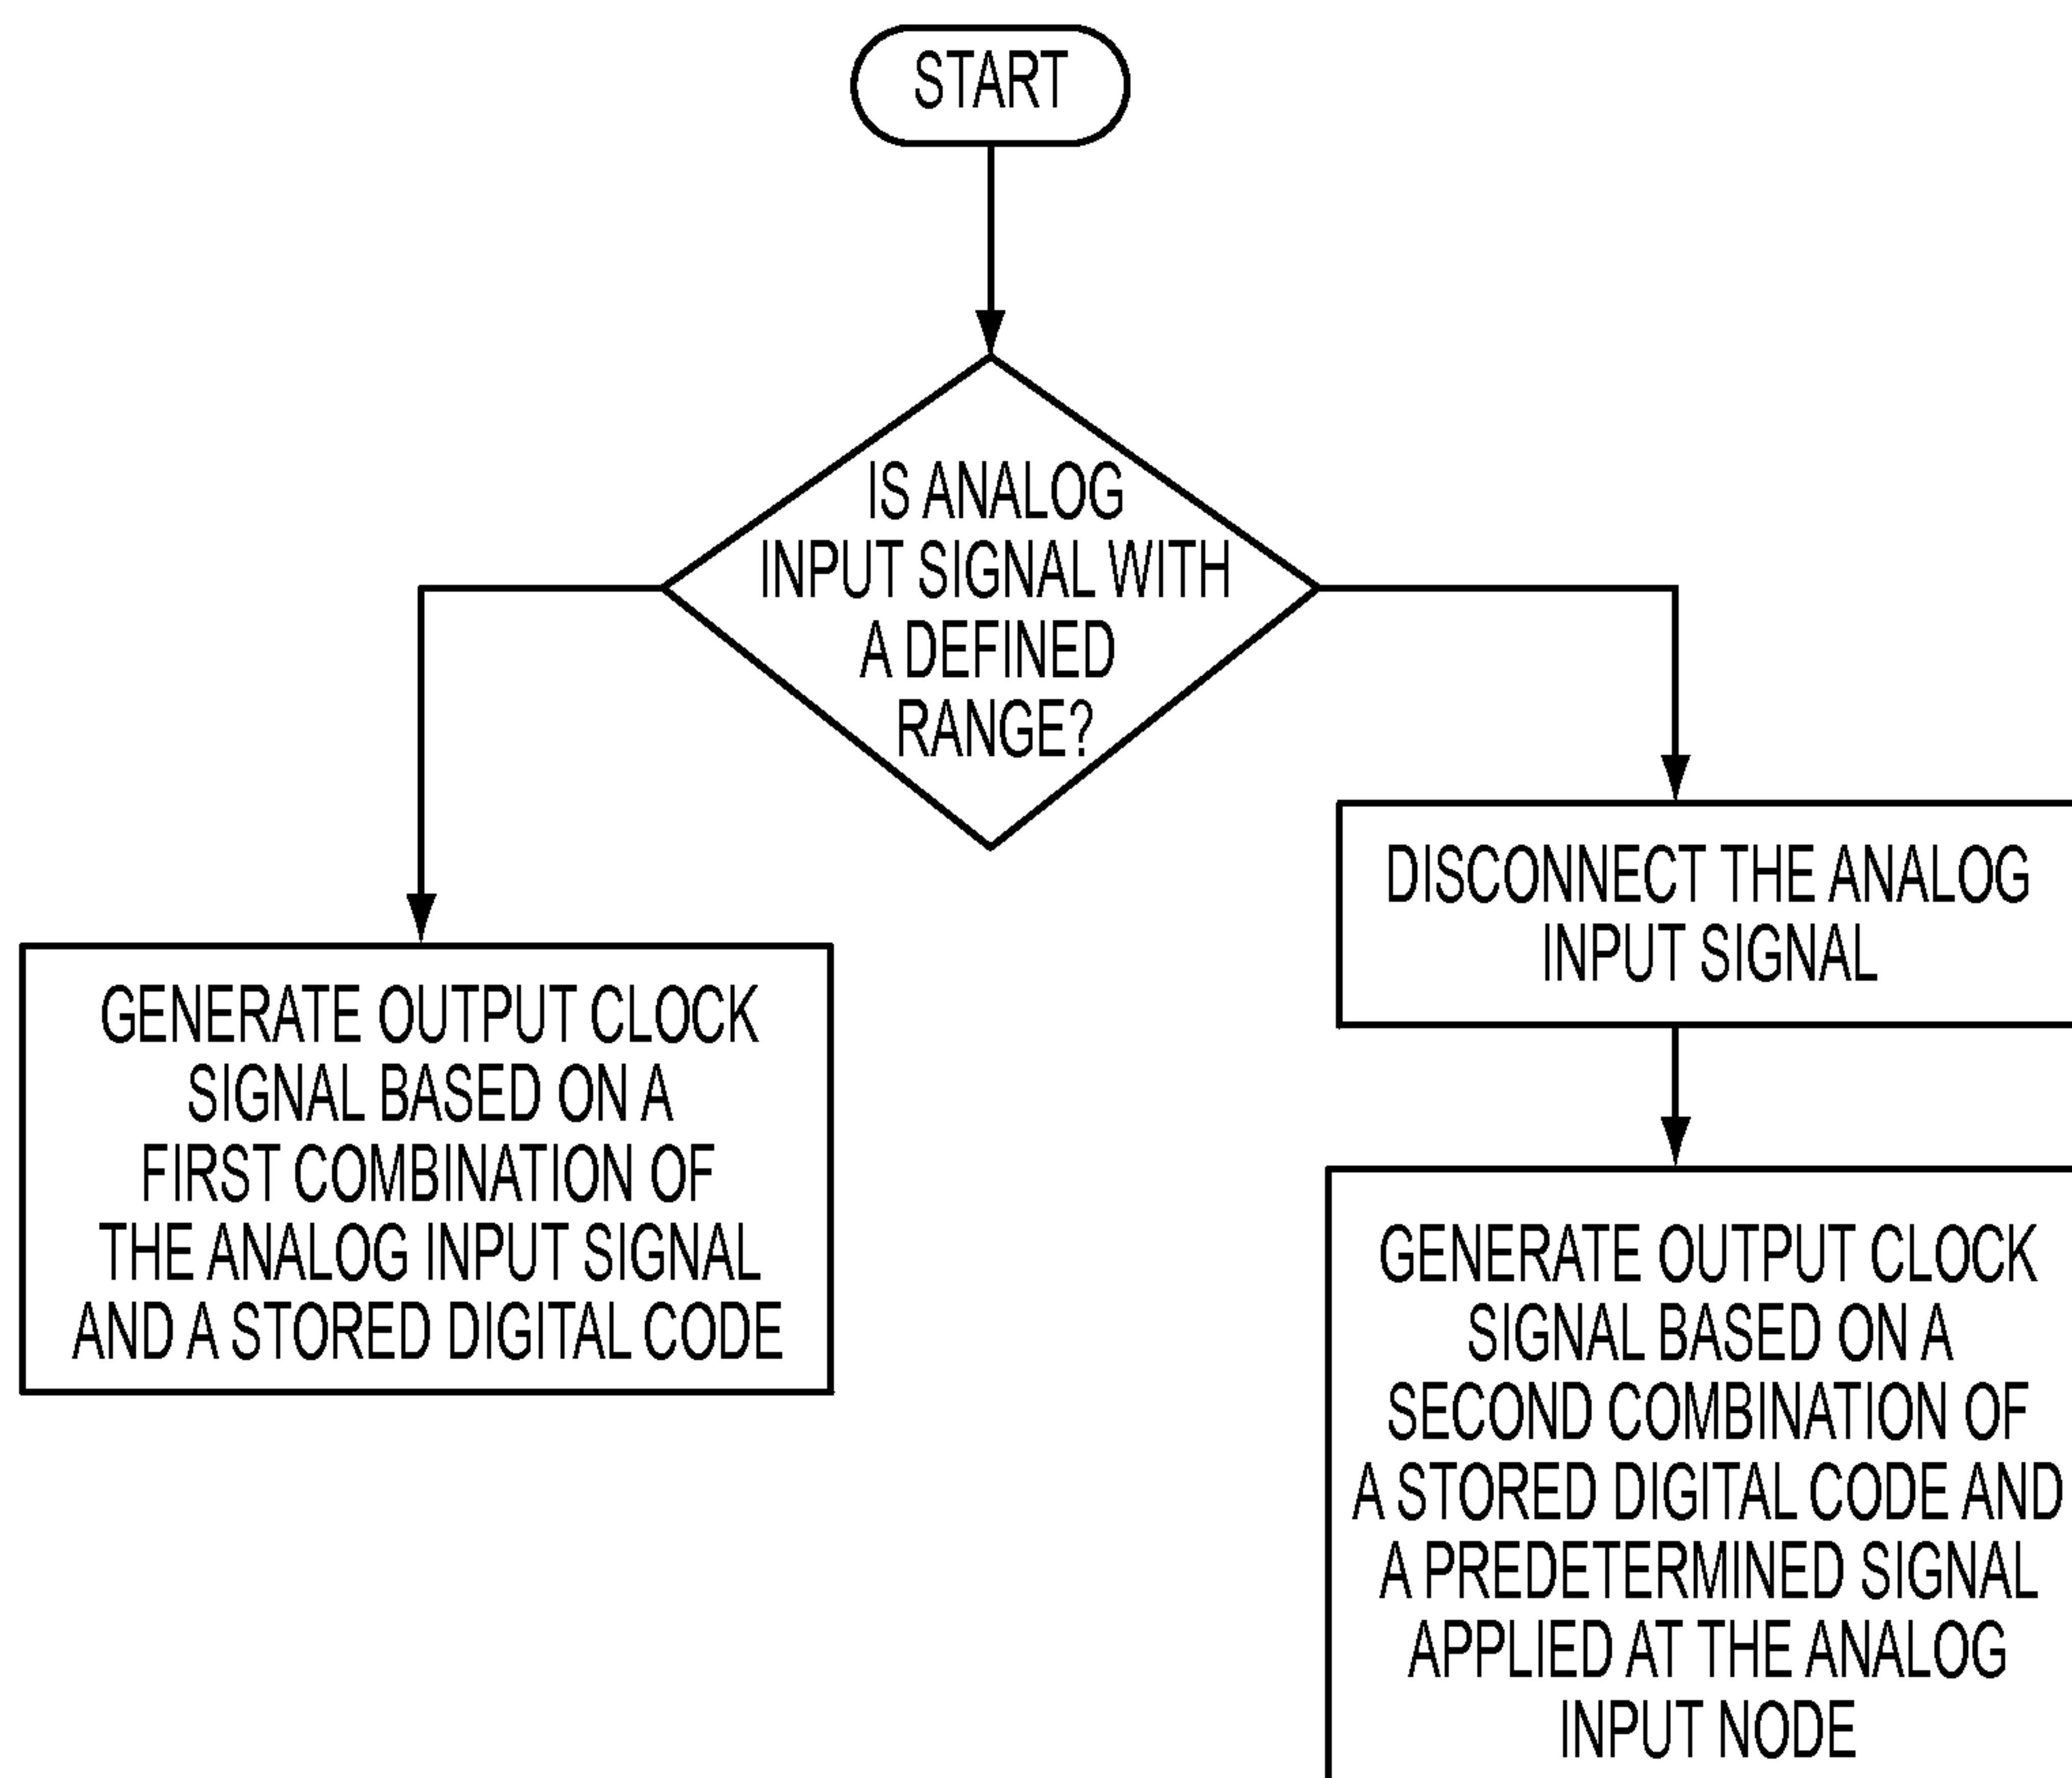 START
IS ANALOG
INPUT SIGNAL WITH
A DEFINED
RANGE?
GENERATE OUTPUT CLOCK
SIGNAL BASED ON A
FIRST COMBINATION OF
THE ANALOG INPUT SIGNAL
AND A STORED DIGITAL CODE
DISCONNECT THE ANALOG
INPUT SIGNAL
GENERATE OUTPUT CLOCK
SIGNAL BASED ON A
SECOND COMBINATION OF
A STORED DIGITAL CODE AND
A PREDETERMINED SIGNAL
APPLIED AT THE ANALOG
INPUT NODE